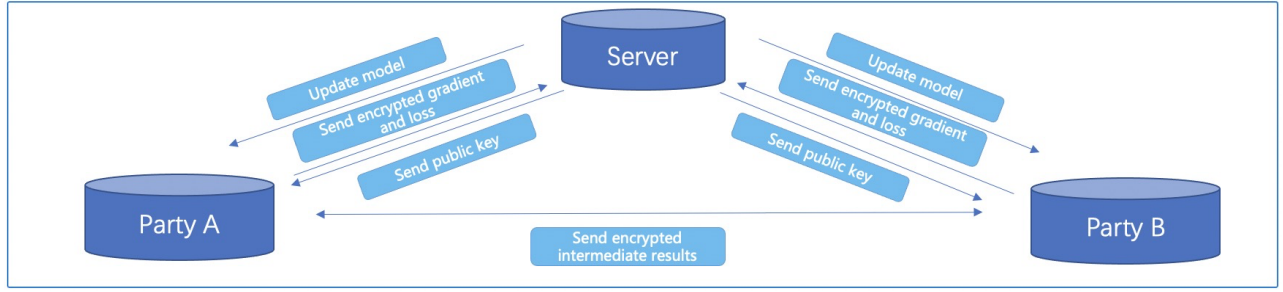 Server
Update model
Send encrypted gradient
and loss
Send public key
Update model
Send encrypted gradient
and loss
Send public key
Party A
Party B
Send encrypted
intermediate results